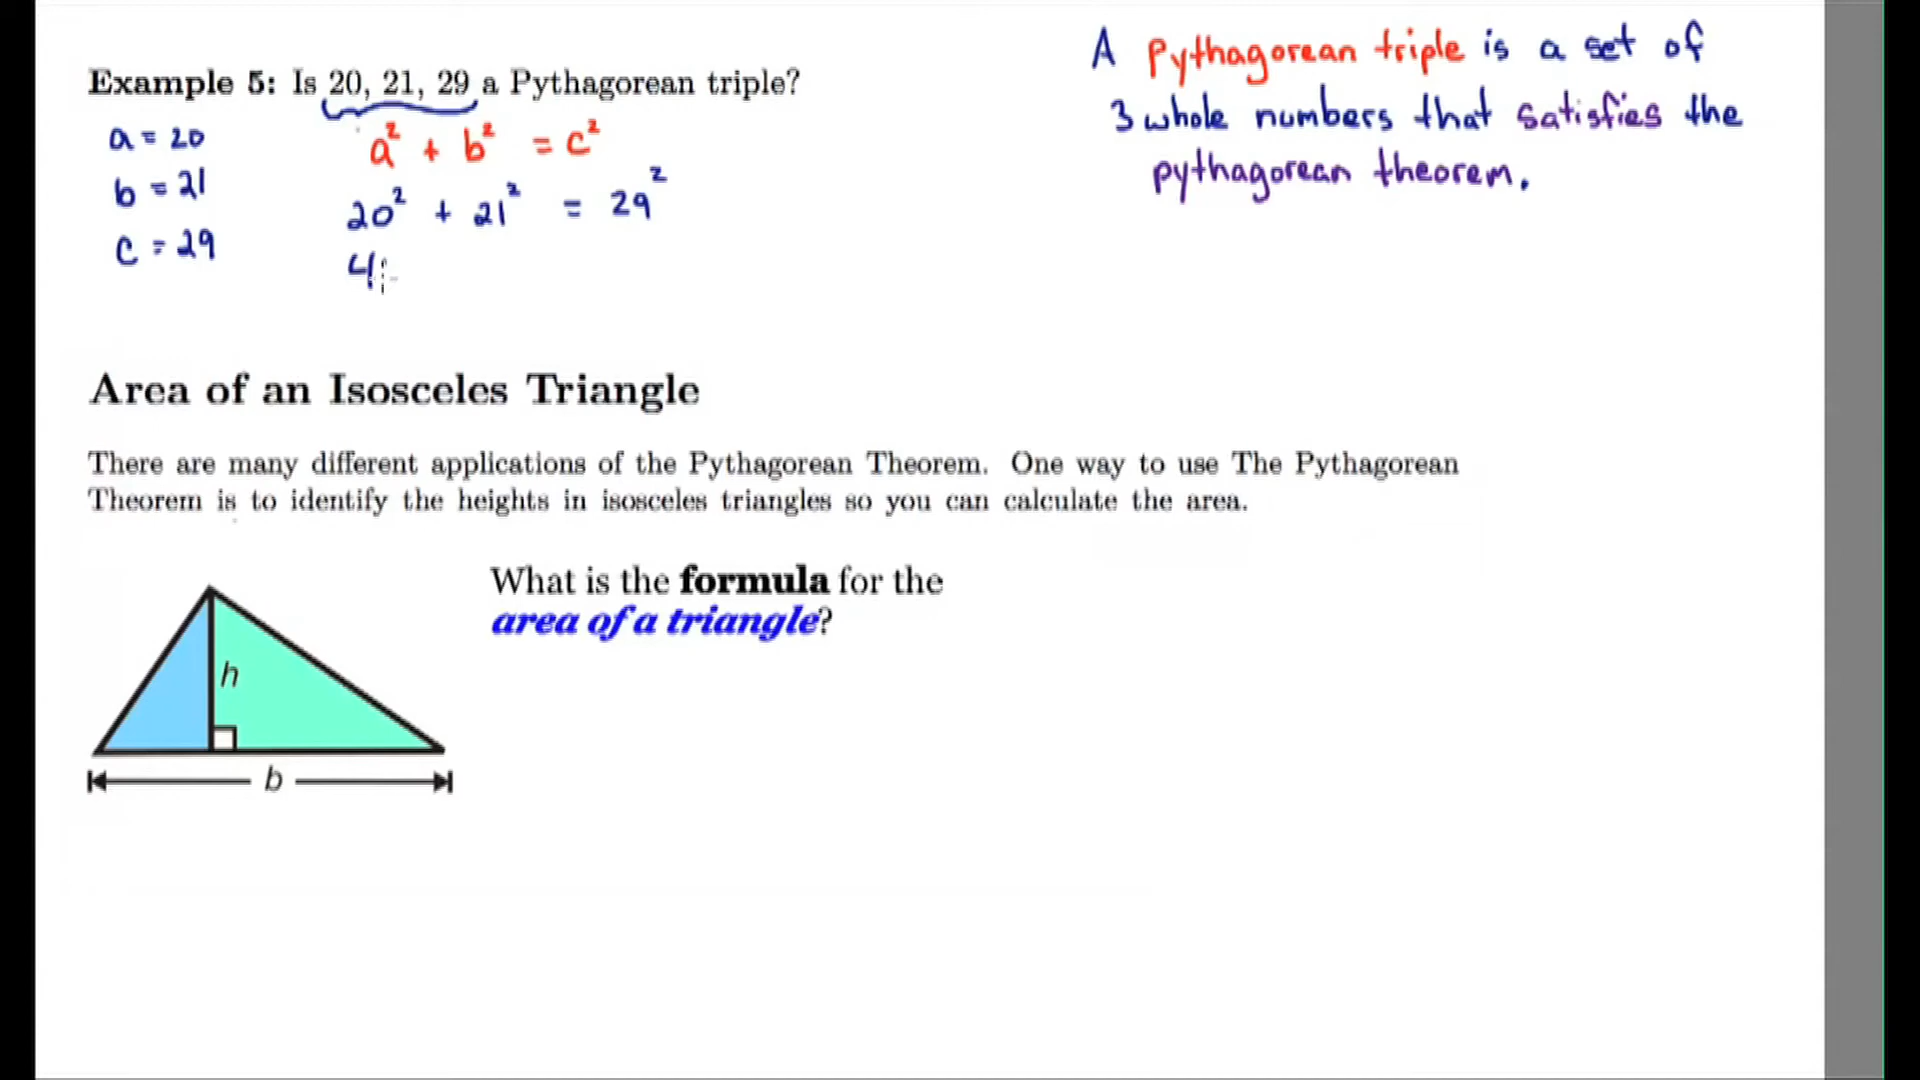 Example 5: Is 20, 21, 29 a Pythagorean triple?
a = 20
b = 21
c = 29
a² + b² = c²
20² + 21² = 29²
4
A pythagorean triple is a set of
3 whole numbers that satisfies the
pythagorean theorem.
Area of an Isosceles Triangle
There are many different applications of the Pythagorean Theorem. One way to use The Pythagorean
Theorem is to identify the heights in isosceles triangles so you can calculate the area.
What is the formula for the
area of a triangle?
h
b